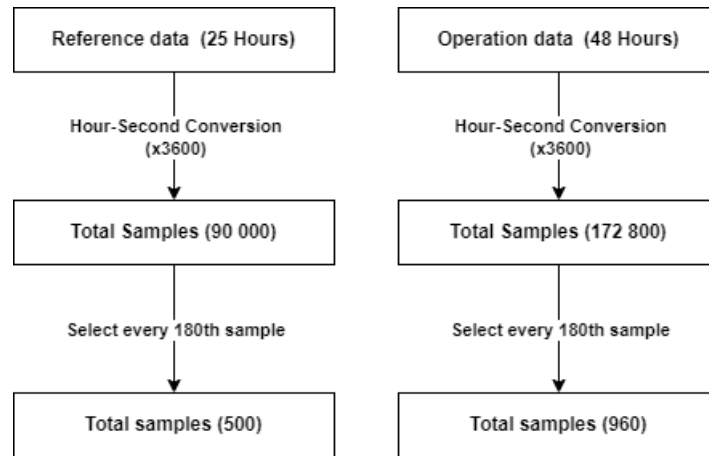 Reference data (25 Hours)
Hour-Second Conversion
(x3600)
Total Samples (90 000)
Select every 180th sample
Total samples (500)
Operation data (48 Hours)
Hour-Second Conversion
(x3600)
Total Samples (172 800)
Select every 180th sample
Total samples (960)